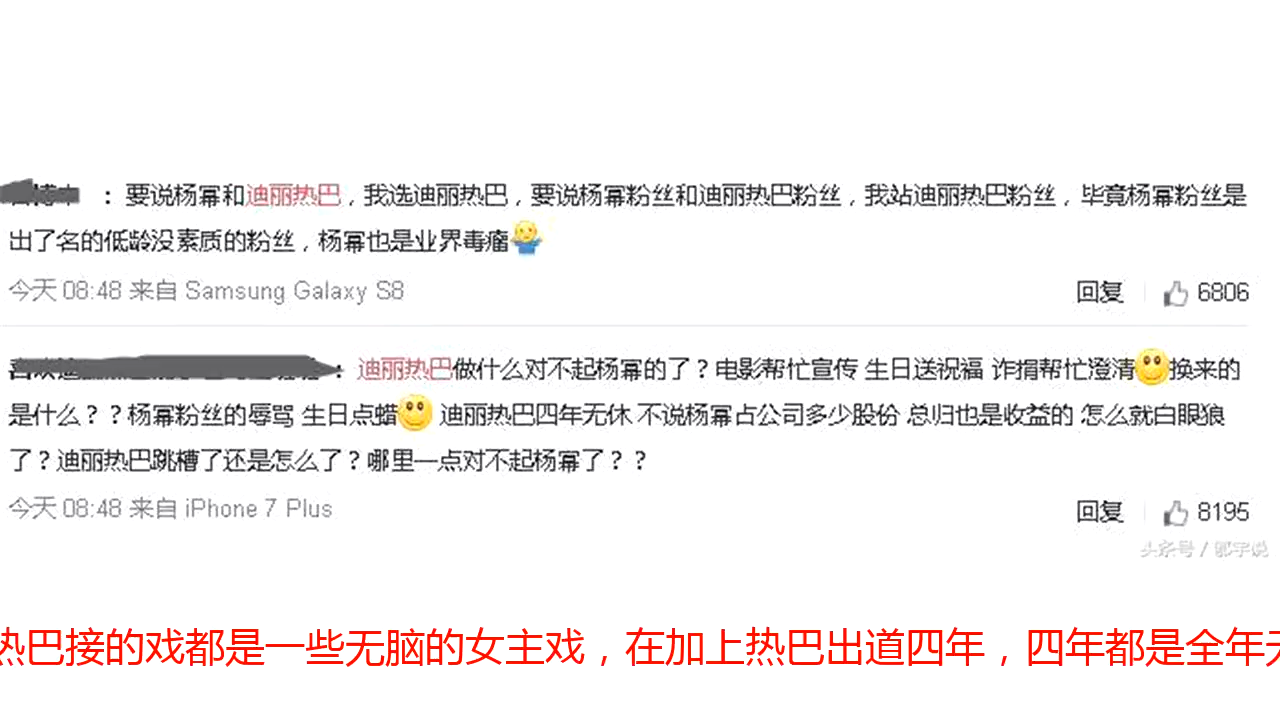 ：要说杨幂和迪丽热巴，我选迪丽热巴，要说杨幂粉丝和迪丽热巴粉丝，我站迪丽热巴粉丝，毕竟杨幂粉丝是
出了名的低龄没素质的粉丝，杨幂也是业界毒瘤
今天 08:48 来自 Samsung Galaxy S8
回复 6806
：迪丽热巴做什么对不起杨幂的了？电影帮忙宣传 生日送祝福 诈捐帮忙澄清换来的
是什么？？杨幂粉丝的辱骂 生日点蜡 迪丽热巴四年无休 不说杨幂占公司多少股份 总归也是收益的 怎么就白眼狼
了？迪丽热巴跳槽了还是怎么了？哪里一点对不起杨幂了？？
今天 08:48 来自 iPhone 7 Plus
回复 8195
头条号 / 郭宇说
热巴接的戏都是一些无脑的女主戏，在加上热巴出道四年，四年都是全年无